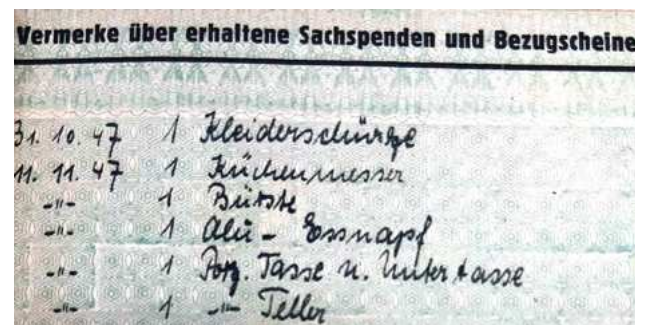 Vermerke über erhaltene Sachspenden und Bezugscheine
31. 10. 47 1 Kleiderschürze
11. 11. 47 1 Küchenmesser
-"- 1 Bürste
-"- 1 Alu - Essnapf
-"- 1 Porz. Tasse u. Untertasse
-"- 1 -"- Teller